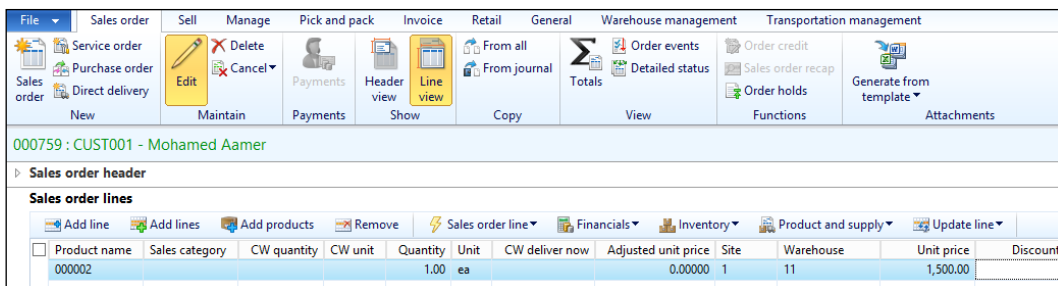 File Sales order Sell Manage Pick and pack Invoice Retail General Warehouse management Transportation management
Sales order
Service order
Purchase order
Direct delivery
New
Edit
Delete
Cancel
Maintain
Payments
Payments
Header view
Line view
Show
From all
From journal
Copy
Totals
Order events
Detailed status
View
Order credit
Sales order recap
Order holds
Functions
Generate from template
Attachments
000759 : CUST001 - Mohamed Aamer
Sales order header
Sales order lines
Add line Add lines Add products Remove Sales order line Financials Inventory Product and supply Update line
Product name Sales category CW quantity CW unit Quantity Unit CW deliver now Adjusted unit price Site Warehouse Unit price Discount
000002 1.00 ea 0.00000 1 11 1,500.00